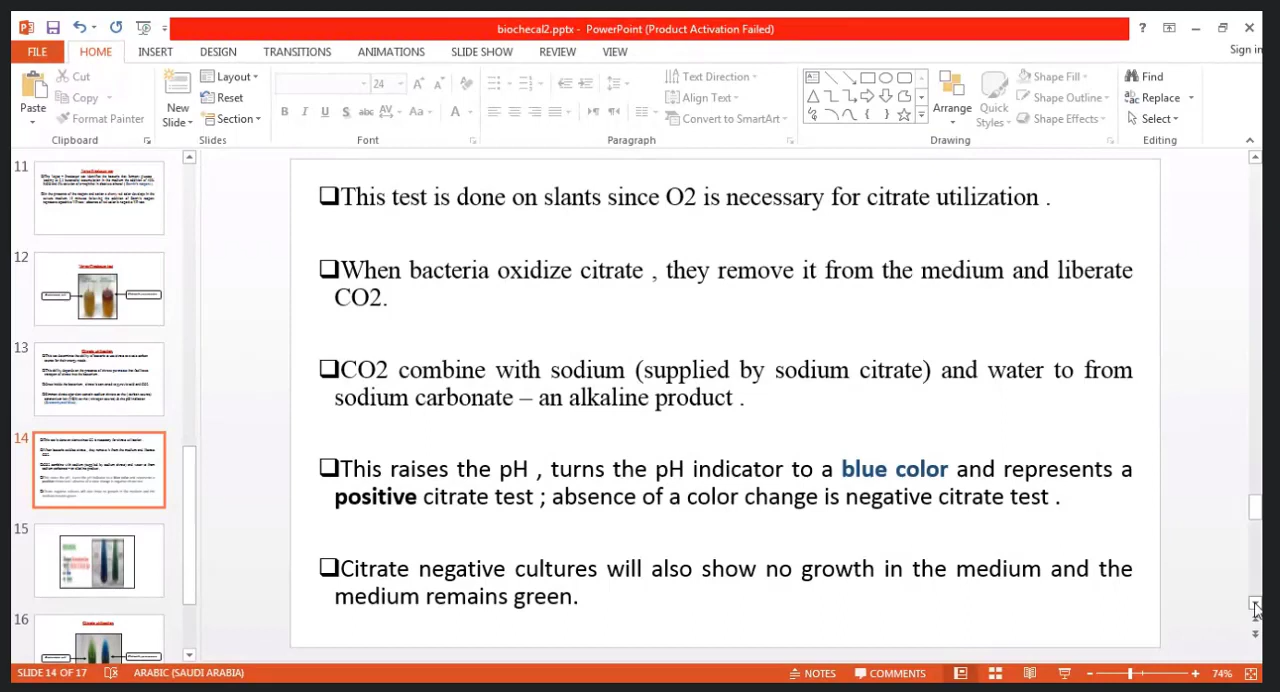 biochecal2.pptx - PowerPoint (Product Activation Failed)
FILE HOME INSERT DESIGN TRANSITIONS ANIMATIONS SLIDE SHOW REVIEW VIEW Sign in
Paste
Cut
Copy
Format Painter
Clipboard
New
Slide
Layout
Reset
Section
Slides
24
Font
Text Direction
Align Text
Convert to SmartArt
Paragraph
Arrange
Quick
Styles
Shape Fill
Shape Outline
Shape Effects
Drawing
Find
Replace
Select
Editing
11
12
13
14
15
16
This test is done on slants since O2 is necessary for citrate utilization .
When bacteria oxidize citrate , they remove it from the medium and liberate
CO2.
CO2 combine with sodium (supplied by sodium citrate) and water to from
sodium carbonate – an alkaline product .
This raises the pH , turns the pH indicator to a blue color and represents a
positive citrate test ; absence of a color change is negative citrate test .
Citrate negative cultures will also show no growth in the medium and the
medium remains green.
SLIDE 14 OF 17 ARABIC (SAUDI ARABIA) NOTES COMMENTS 74%